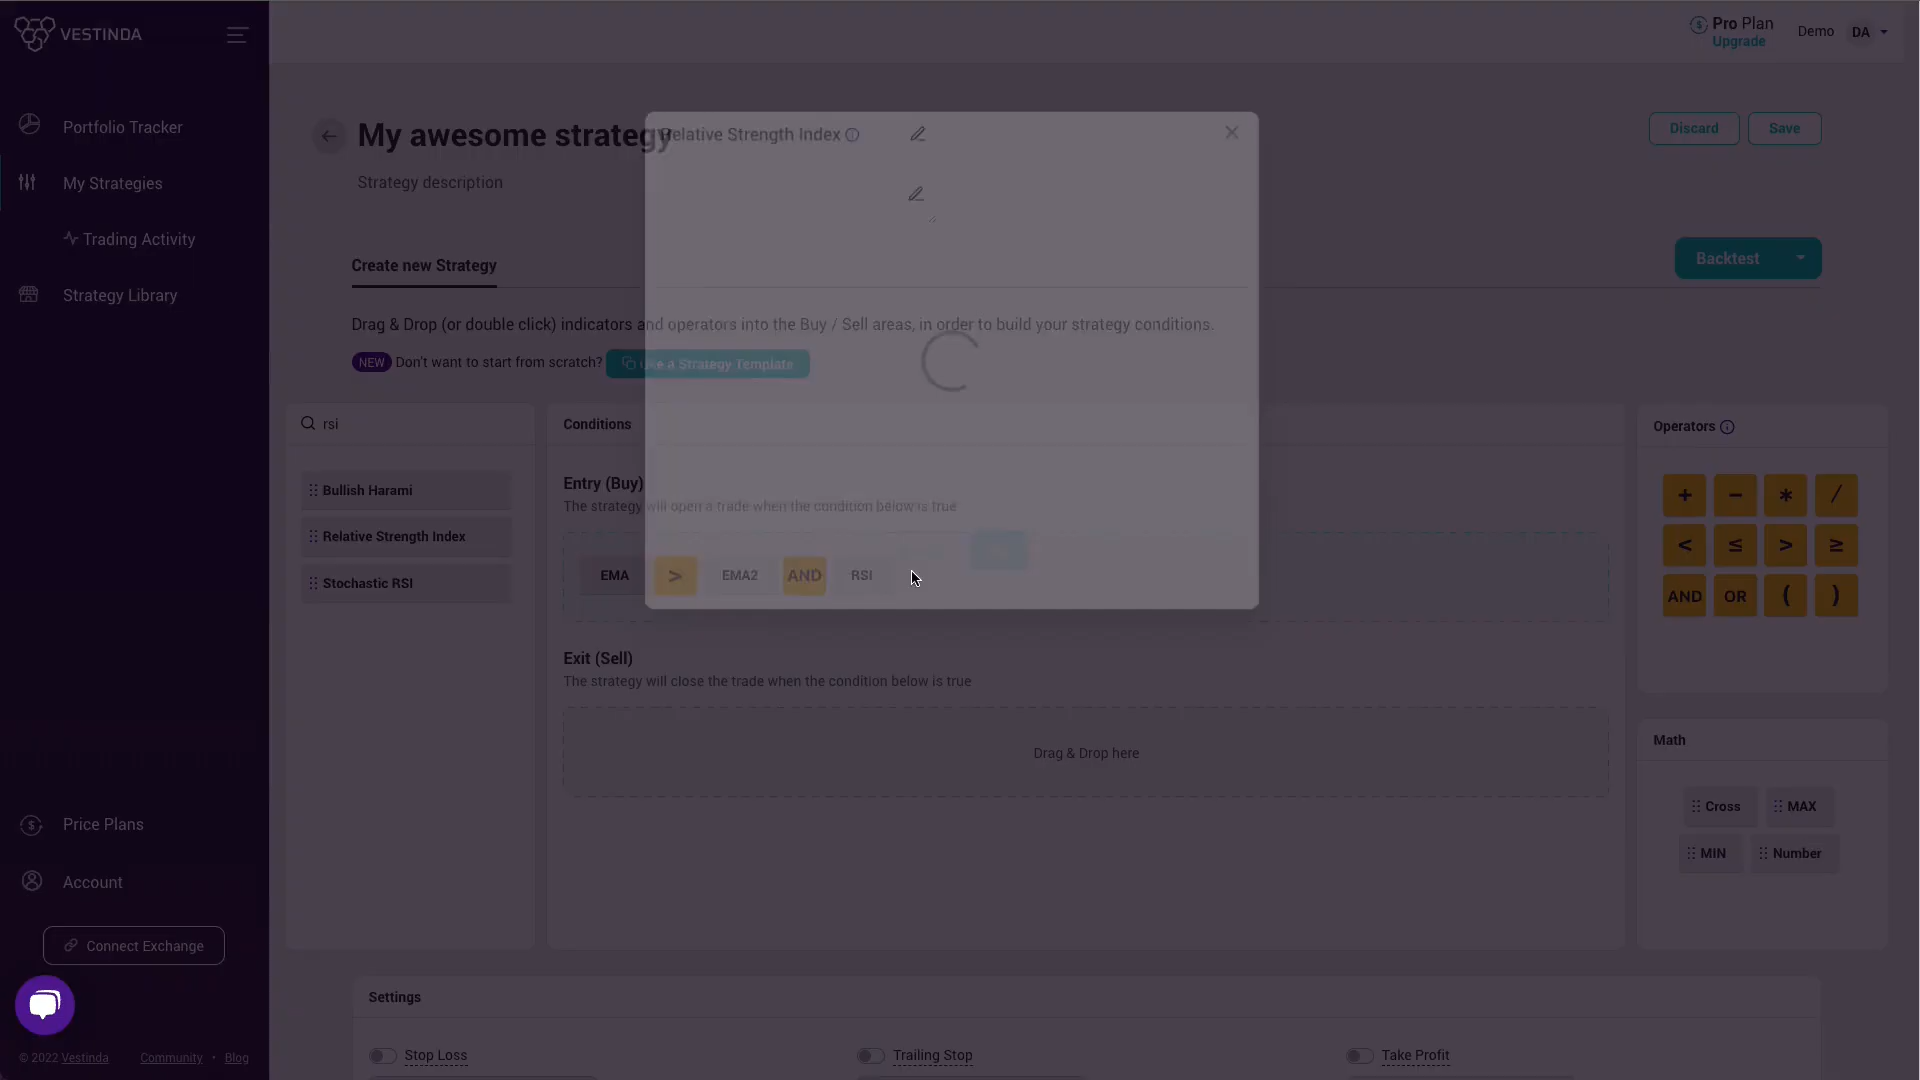 VESTINDA
Pro Plan
Upgrade
Demo
DA
Portfolio Tracker
My Strategies
Trading Activity
Strategy Library
My awesome strategy
Strategy description
Relative Strength Index
Discard
Save
Create new Strategy
Backtest
Drag & Drop (or double click) indicators and operators into the Buy / Sell areas, in order to build your strategy conditions.
NEW Don't want to start from scratch?
Use a Strategy Template
rsi
Bullish Harami
Relative Strength Index
Stochastic RSI
Conditions
Entry (Buy)
The strategy will open a trade when the condition below is true
EMA > EMA2 AND RSI
Exit (Sell)
The strategy will close the trade when the condition below is true
Drag & Drop here
Operators
+ − * /
< ≤ > ≥
AND OR ( )
Math
Cross MAX
MIN Number
Price Plans
Account
Connect Exchange
© 2022 Vestinda Community • Blog
Settings
Stop Loss
Trailing Stop
Take Profit